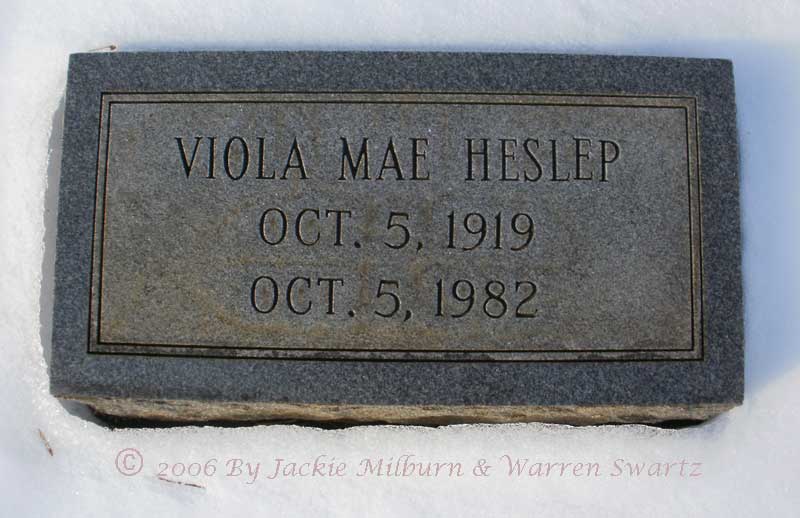 VIOLA MAE HESLEP
OCT. 5, 1919
OCT. 5, 1982
© 2006 By Jackie Milburn & Warren Swartz